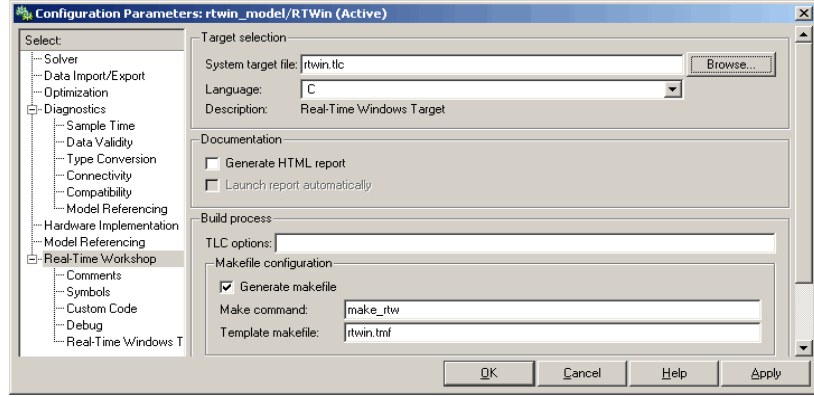 Configuration Parameters: rtwin_model/RTWin (Active)
Select:
Solver
Data Import/Export
Optimization
Diagnostics
Sample Time
Data Validity
Type Conversion
Connectivity
Compatibility
Model Referencing
Hardware Implementation
Model Referencing
Real-Time Workshop
Comments
Symbols
Custom Code
Debug
Real-Time Windows T
Target selection
System target file: rtwin.tlc Browse...
Language: C
Description: Real-Time Windows Target
Documentation
Generate HTML report
Launch report automatically
Build process
TLC options:
Makefile configuration
Generate makefile
Make command: make_rtw
Template makefile: rtwin.tmf
OK Cancel Help Apply